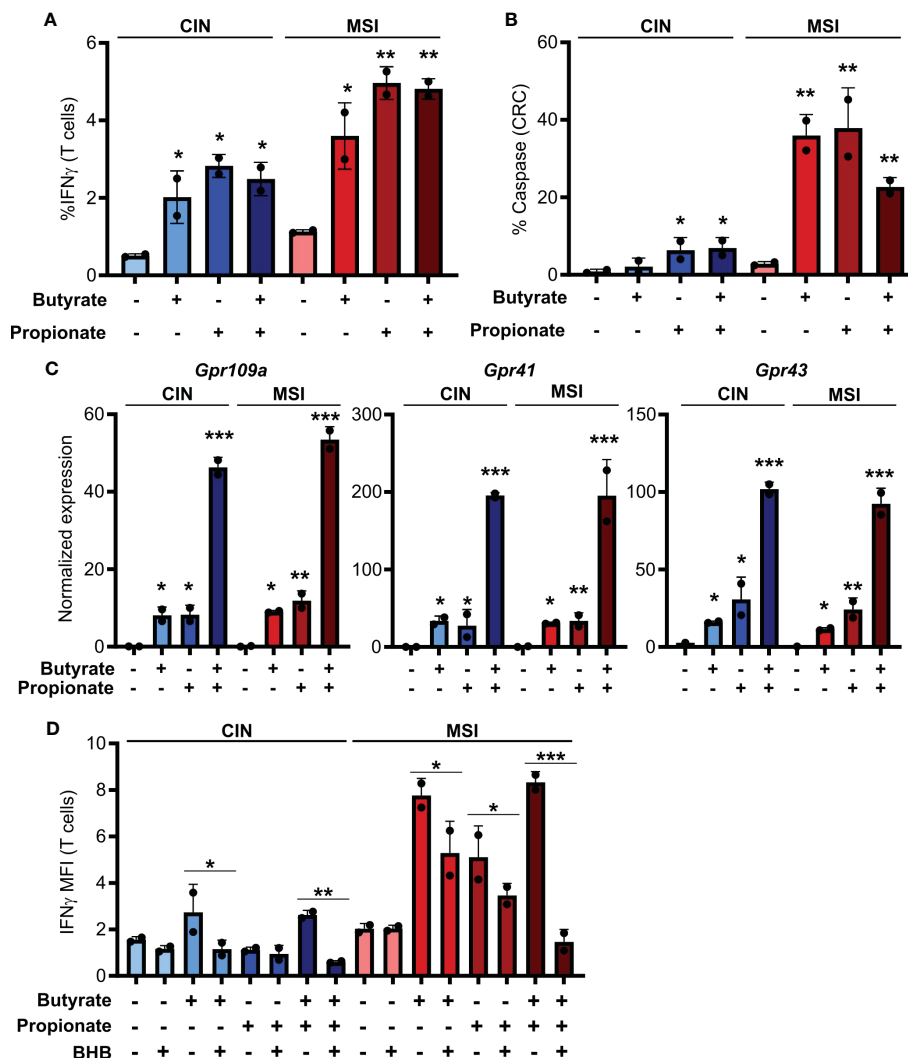 A
CIN MSI
** **
*
* * *
%IFNγ (T cells)
6
4
2
0
Butyrate - + - + - + - +
Propionate - - + + - - + +
B
CIN MSI
** **
**
* *
% Caspase (CRC)
60
40
20
0
Butyrate - + - + - + - +
Propionate - - + + - - + +
C
Gpr109a Gpr41 Gpr43
CIN MSI CIN MSI CIN MSI
Normalized expression
60
40
20
0
* * *** * ** ***
300
200
100
0
* * *** * ** ***
150
100
50
0
* * *** * ** ***
Butyrate - + - + - + - + - + - + - + - + - + - + - + - +
Propionate - - + + - - + + - - + + - - + + - - + + - - + +
D
CIN MSI
IFNγ MFI (T cells)
10
8
6
4
2
0
* ** * * ***
Butyrate - - + + - - + + - - + + - - + +
Propionate - - - - + + + + - - - - + + + +
BHB - + - + - + - + - + - + - + - +